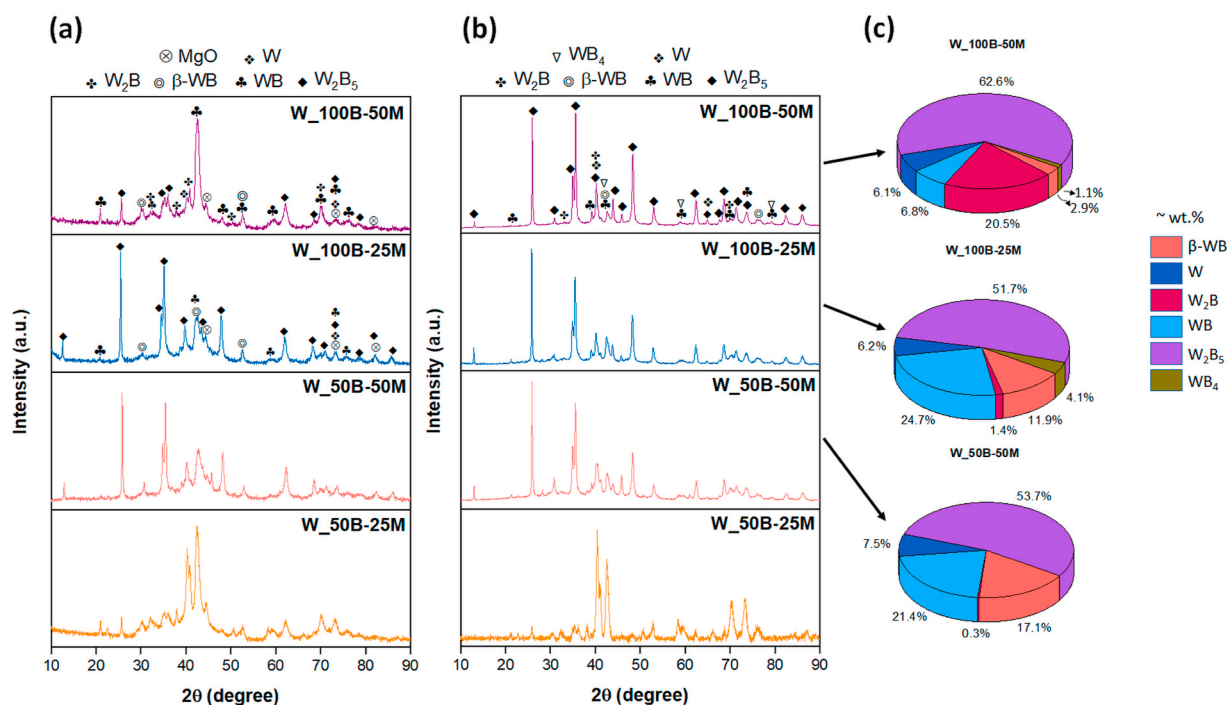 (a)
⊗ MgO ❖ W
✤ W₂B ◎ β-WB ♣ WB ◆ W₂B₅
W_100B-50M
W_100B-25M
W_50B-50M
W_50B-25M
Intensity (a.u.)
10 20 30 40 50 60 70 80 90
2θ (degree)
(b)
▽ WB₄ ❖ W
✤ W₂B ◎ β-WB ♣ WB ◆ W₂B₅
W_100B-50M
W_100B-25M
W_50B-50M
W_50B-25M
Intensity (a.u.)
10 20 30 40 50 60 70 80 90
2θ (degree)
(c)
W_100B-50M
62.6%
6.1%
6.8%
20.5%
1.1%
2.9%
W_100B-25M
51.7%
6.2%
24.7%
1.4%
11.9%
4.1%
W_50B-50M
53.7%
7.5%
21.4%
0.3%
17.1%
~ wt.%
β-WB
W
W₂B
WB
W₂B₅
WB₄